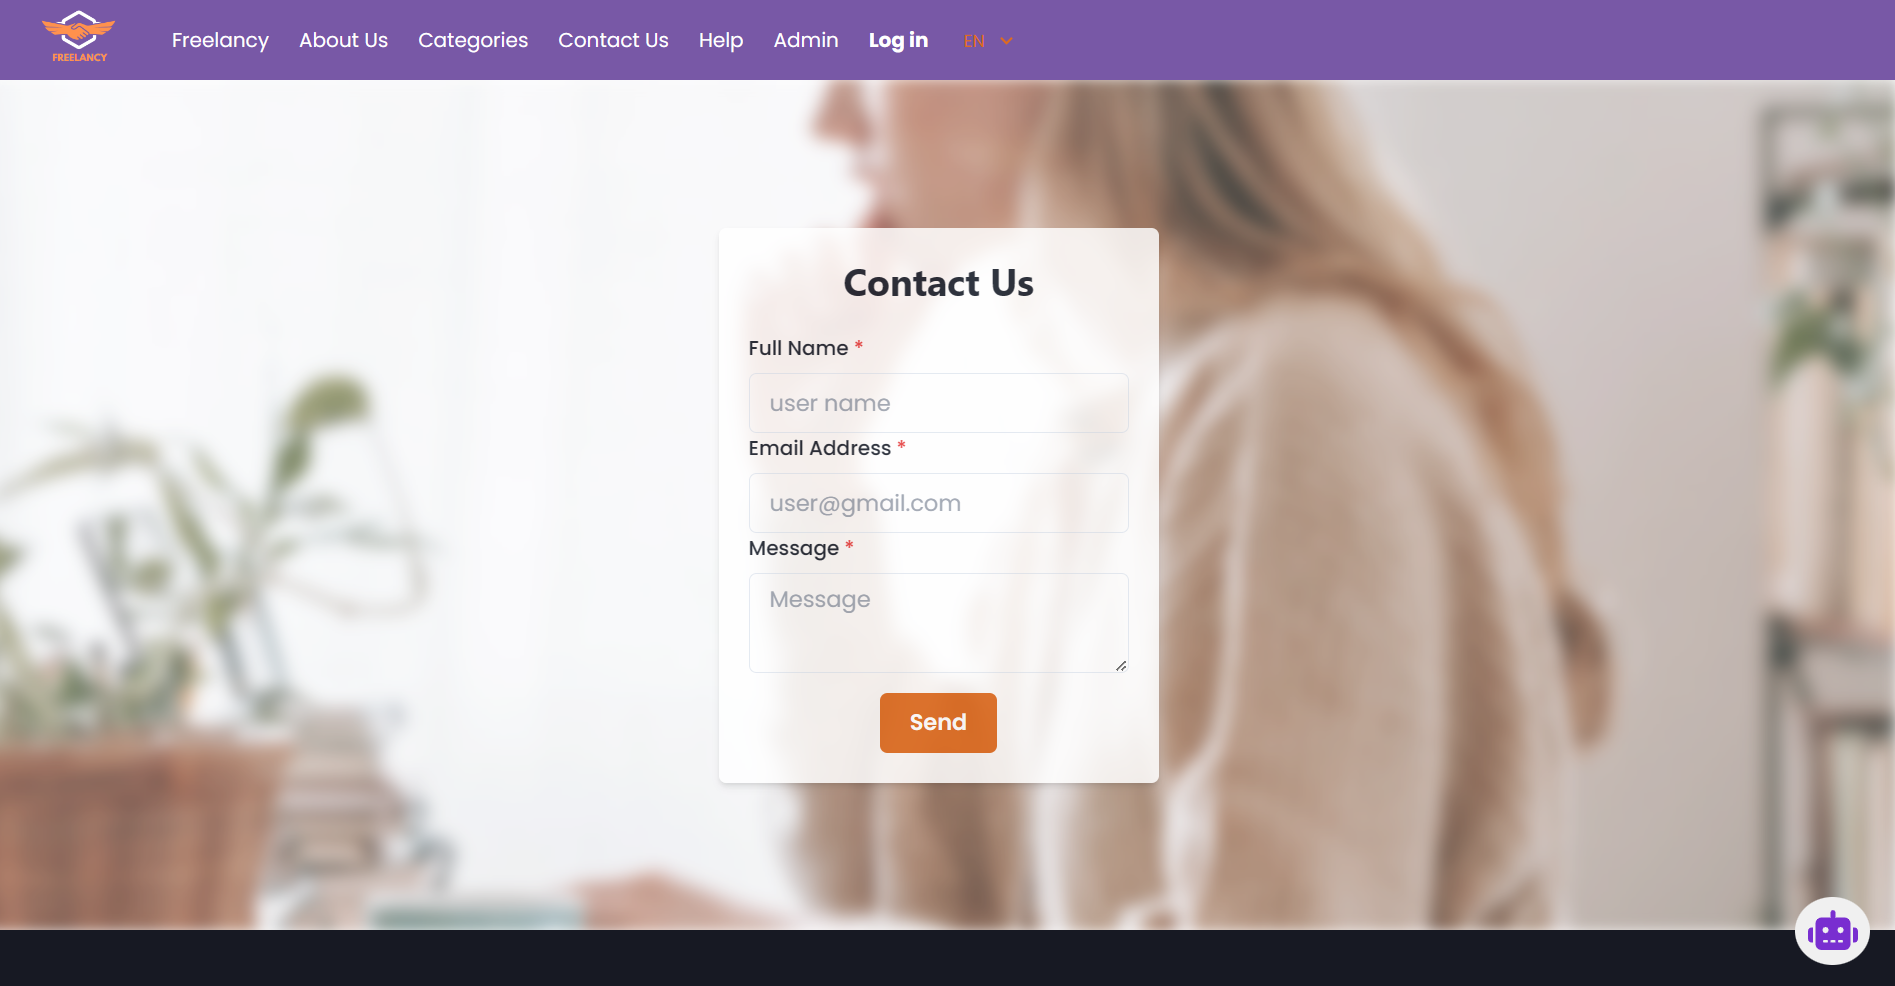 FREELANCY
Freelancy About Us Categories Contact Us Help Admin Log in EN
Contact Us
Full Name *
user name
Email Address *
user@gmail.com
Message *
Message
Send